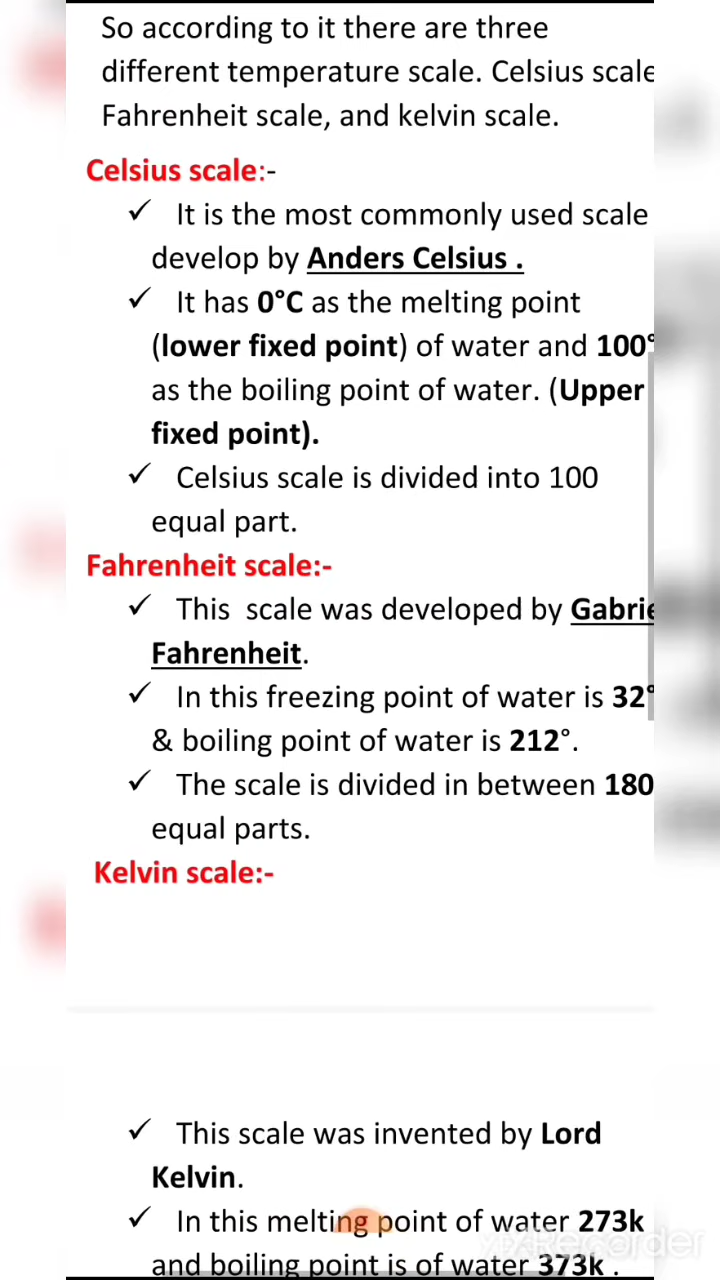 So according to it there are three
different temperature scale. Celsius scale
Fahrenheit scale, and kelvin scale.
Celsius scale:-
✓ It is the most commonly used scale
develop by Anders Celsius .
✓ It has 0°C as the melting point
(lower fixed point) of water and 100°
as the boiling point of water. (Upper
fixed point).
✓ Celsius scale is divided into 100
equal part.
Fahrenheit scale:-
✓ This scale was developed by Gabrie
Fahrenheit.
✓ In this freezing point of water is 32°
& boiling point of water is 212°.
✓ The scale is divided in between 180
equal parts.
Kelvin scale:-
✓ This scale was invented by Lord
Kelvin.
✓ In this melting point of water 273k
and boiling point is of water 373k .
Recorder